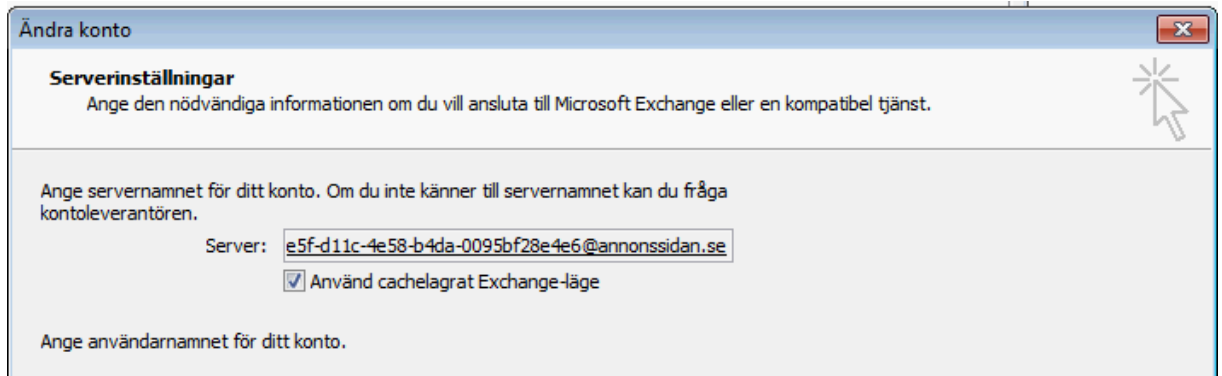 Ändra konto
Serverinställningar
Ange den nödvändiga informationen om du vill ansluta till Microsoft Exchange eller en kompatibel tjänst.
Ange servernamnet för ditt konto. Om du inte känner till servernamnet kan du fråga
kontoleverantören.
Server: e5f-d11c-4e58-b4da-0095bf28e4e6@annonssidan.se
Använd cachelagrat Exchange-läge
Ange användarnamnet för ditt konto.